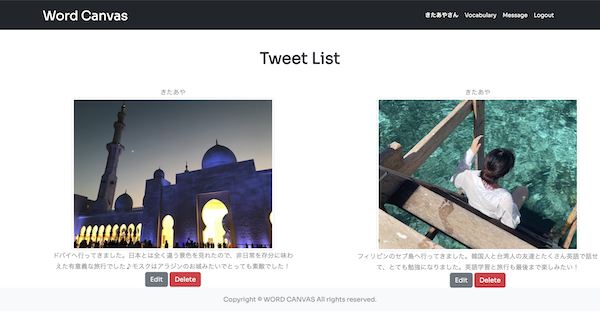 Word Canvas
きたあやさん Vocabulary Message Logout
Tweet List
きたあや
ドバイへ行ってきました。日本とは全く違う景色を見れたので、非日常を存分に味わ
えた有意義な旅行でした♪モスクはアラジンのお城みたいでとっても素敵でした！
Edit Delete
きたあや
フィリピンのセブ島へ行ってきました。韓国人と台湾人の友達とたくさん英語で話せ
て、とても勉強になりました。英語学習と旅行も最後まで楽しみたい！
Edit Delete
Copyright © WORD CANVAS All rights reserved.